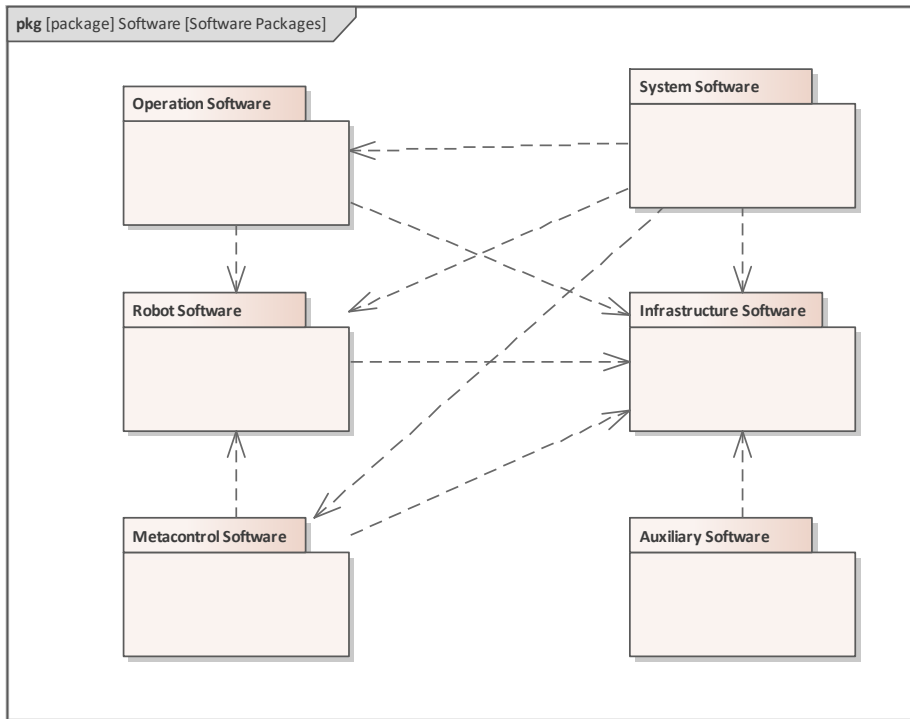 pkg [package] Software [Software Packages]
Operation Software
System Software
Robot Software
Infrastructure Software
Metacontrol Software
Auxiliary Software